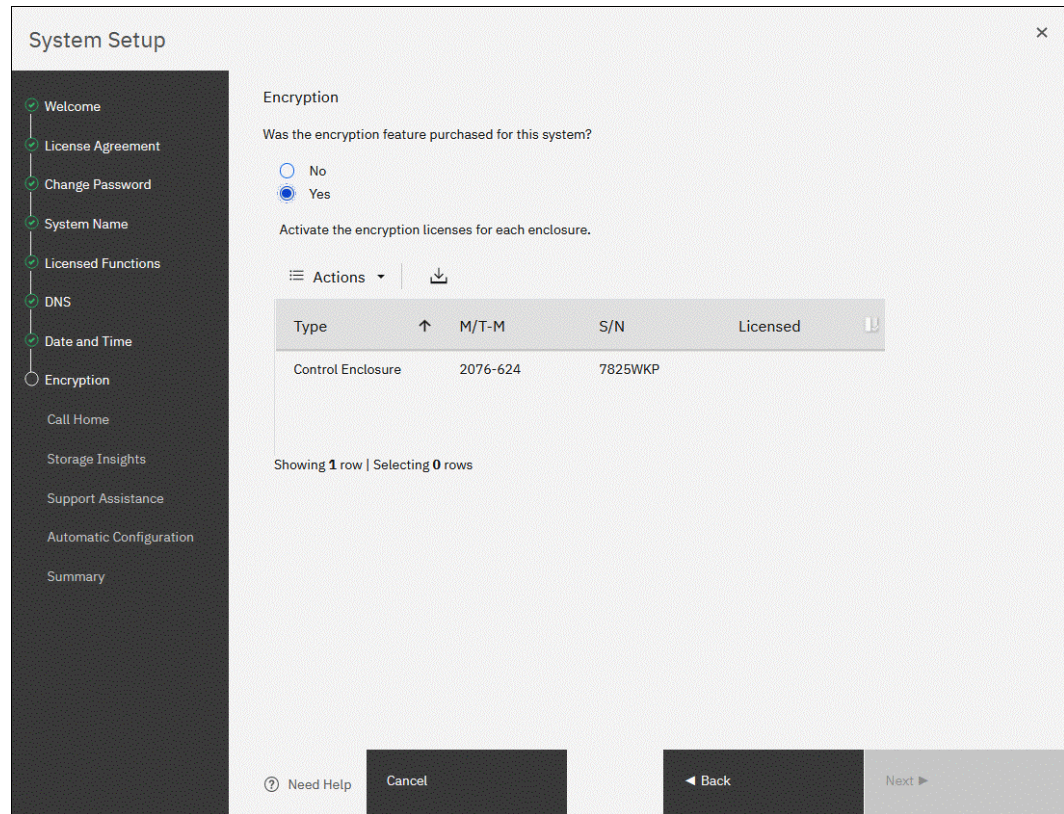 System Setup
Welcome
License Agreement
Change Password
System Name
Licensed Functions
DNS
Date and Time
Encryption
Call Home
Storage Insights
Support Assistance
Automatic Configuration
Summary
Encryption
Was the encryption feature purchased for this system?
No
Yes
Activate the encryption licenses for each enclosure.
Actions
Type M/T-M S/N Licensed
Control Enclosure 2076-624 7825WKP
Showing 1 row | Selecting 0 rows
Need Help Cancel Back Next